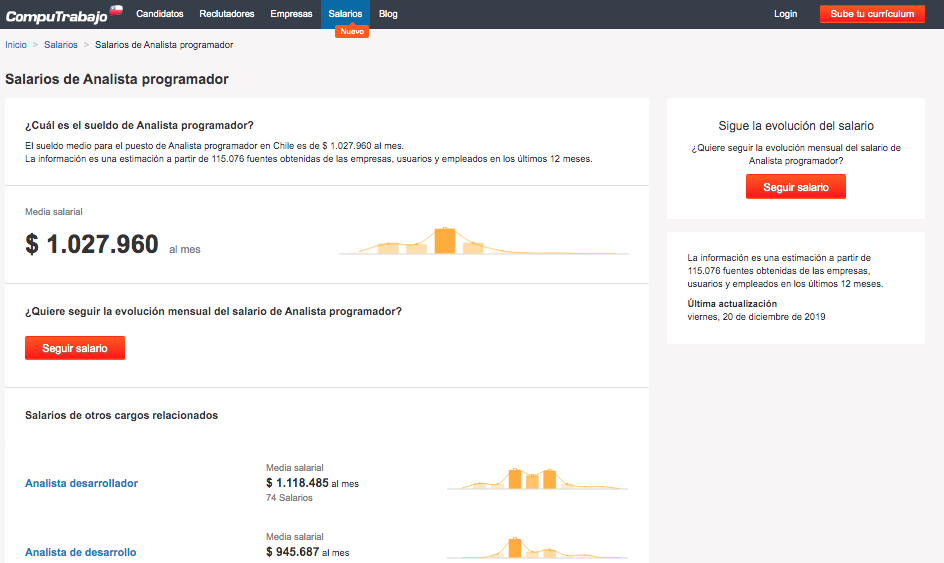 CompuTrabajo
Candidatos Reclutadores Empresas Salarios Blog Login Sube tu currículum
Nuevo
Inicio > Salarios > Salarios de Analista programador
Salarios de Analista programador
¿Cuál es el sueldo de Analista programador?
El sueldo medio para el puesto de Analista programador en Chile es de $ 1.027.960 al mes.
La información es una estimación a partir de 115.076 fuentes obtenidas de las empresas, usuarios y empleados en los últimos 12 meses.
Media salarial
$ 1.027.960 al mes
¿Quiere seguir la evolución mensual del salario de Analista programador?
Seguir salario
Salarios de otros cargos relacionados
Analista desarrollador
Media salarial
$ 1.118.485 al mes
74 Salarios
Analista de desarrollo
Media salarial
$ 945.687 al mes
Sigue la evolución del salario
¿Quiere seguir la evolución mensual del salario de
Analista programador?
Seguir salario
La información es una estimación a partir de
115.076 fuentes obtenidas de las empresas,
usuarios y empleados en los últimos 12 meses.
Última actualización
viernes, 20 de diciembre de 2019